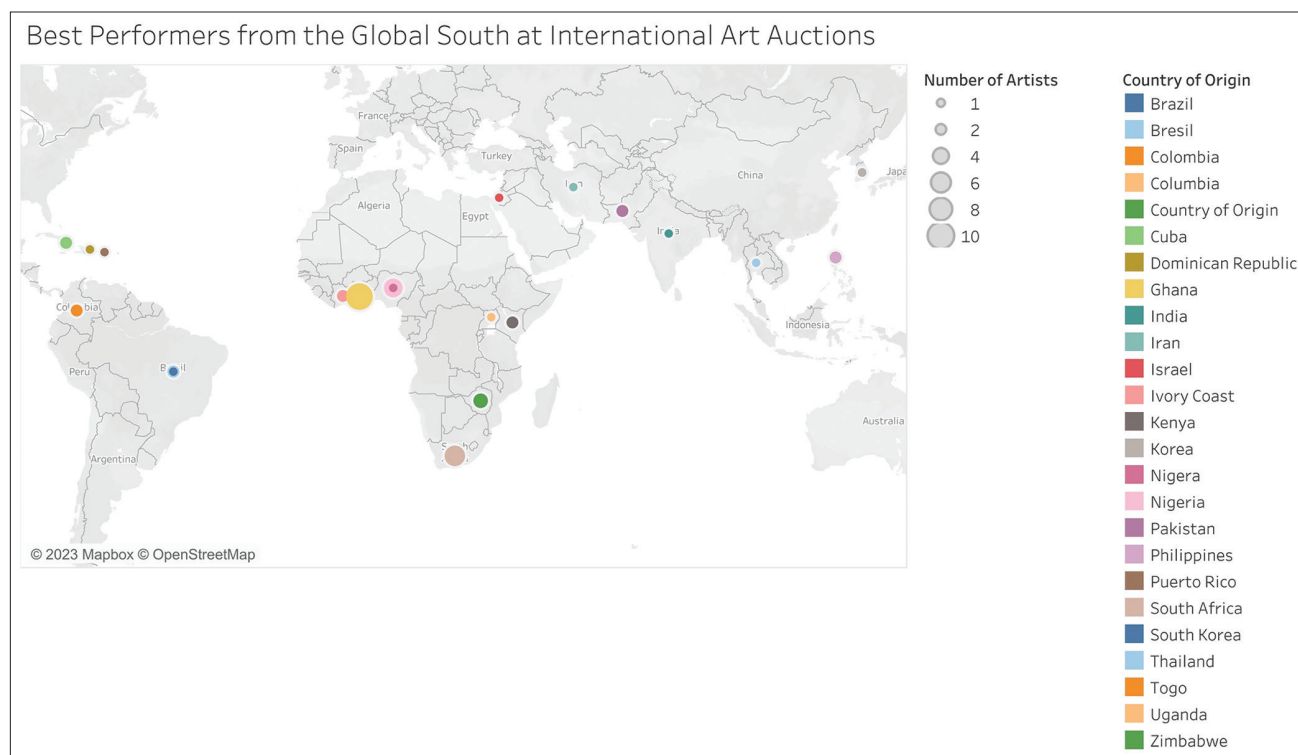 Best Performers from the Global South at International Art Auctions
France
Spain
Turkey
Algeria
Egypt
China
Indonesia
Peru
Argentina
Australia
© 2023 Mapbox © OpenStreetMap
Number of Artists
1
2
4
6
8
10
Country of Origin
Brazil
Bresil
Colombia
Columbia
Country of Origin
Cuba
Dominican Republic
Ghana
India
Iran
Israel
Ivory Coast
Kenya
Korea
Nigera
Nigeria
Pakistan
Philippines
Puerto Rico
South Africa
South Korea
Thailand
Togo
Uganda
Zimbabwe